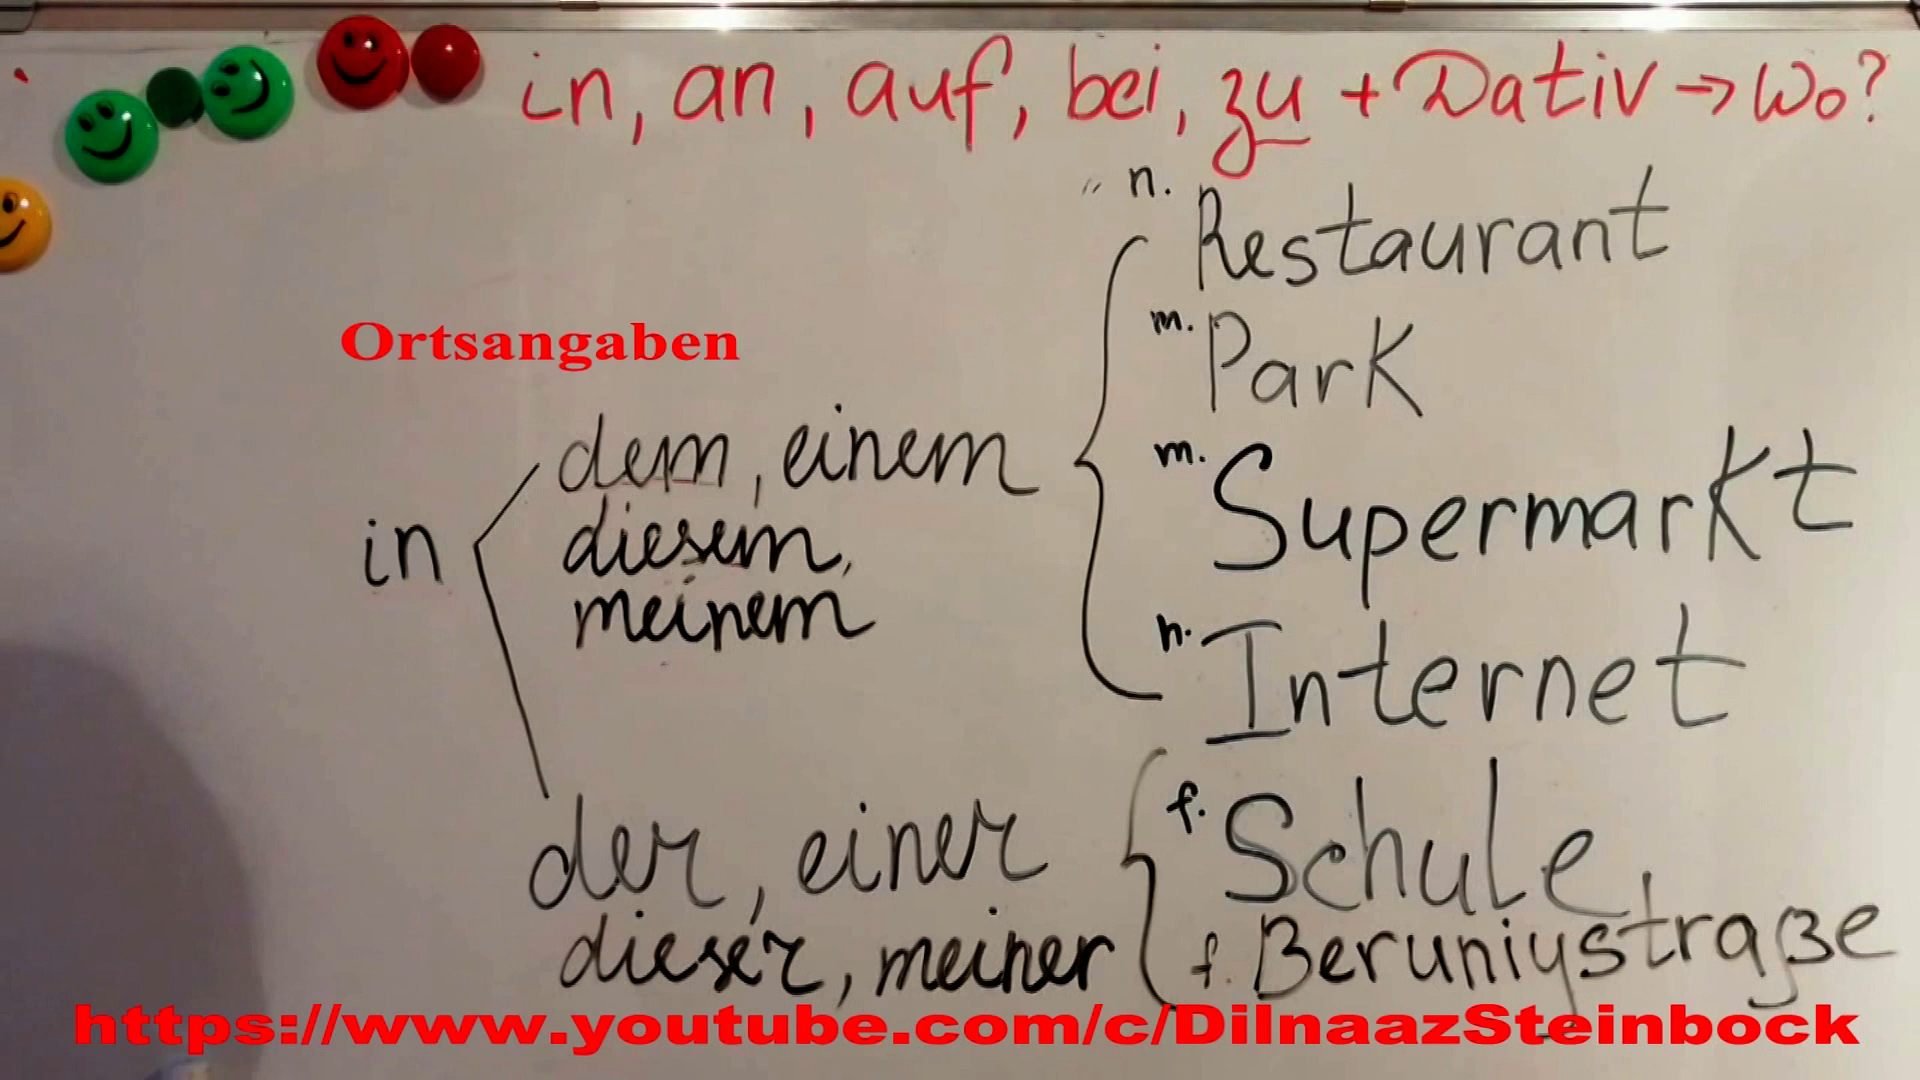 in, an, auf, bei, zu + Dativ → Wo?
n. Restaurant
m. Park
Ortsangaben
dem, einem
m. Supermarkt
in
diesem,
meinem
n. Internet
der, einer
f. Schule,
dieser, meiner
f. Beruniystraße
https://www.youtube.com/c/DilnaazSteinbock